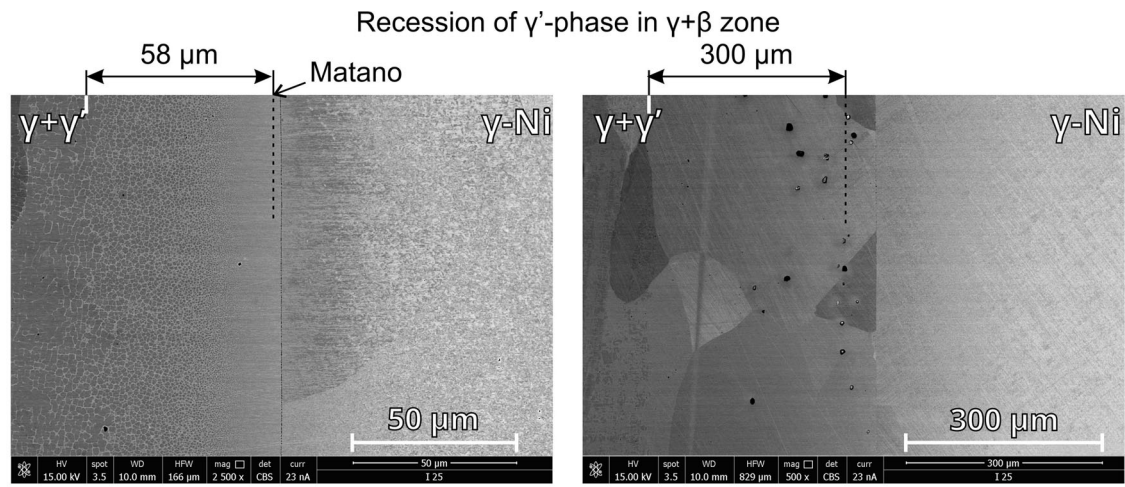 Recession of γ’-phase in γ+β zone
58 μm
Matano
300 μm
γ+γ’
γ-Ni
γ+γ’
γ-Ni
50 μm
300 μm
HV spot WD HFW mag det curr
15.00 kV 3.5 10.0 mm 166 μm 2 500 x CBS 23 nA
50 μm
I 25
HV spot WD HFW mag det curr
15.00 kV 3.5 10.0 mm 829 μm 500 x CBS 23 nA
300 μm
I 25